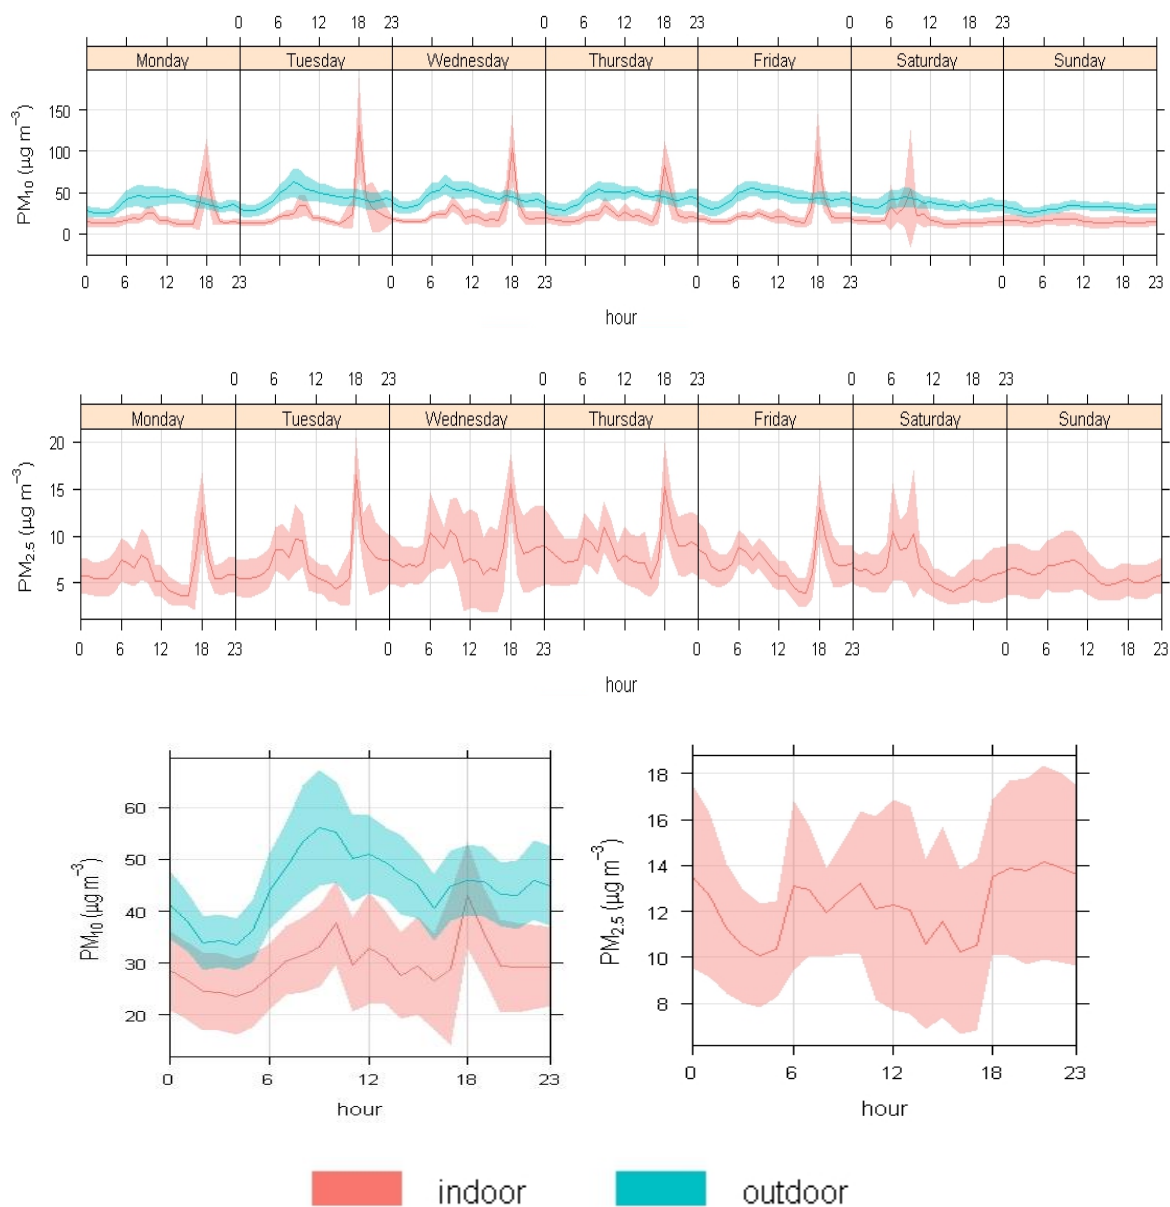 0 6 12 18 23 0 6 12 18 23 0 6 12 18 23
Monday Tuesday Wednesday Thursday Friday Saturday Sunday
PM10 (μg m−3)
150
100
50
0
0 6 12 18 23 0 6 12 18 23 0 6 12 18 23 0 6 12 18 23
hour
0 6 12 18 23 0 6 12 18 23 0 6 12 18 23
Monday Tuesday Wednesday Thursday Friday Saturday Sunday
PM2.5 (μg m−3)
20
15
10
5
0 6 12 18 23 0 6 12 18 23 0 6 12 18 23 0 6 12 18 23
hour
PM10 (μg m−3)
60
50
40
30
20
0 6 12 18 23
hour
PM2.5 (μg m−3)
18
16
14
12
10
8
0 6 12 18 23
hour
indoor outdoor